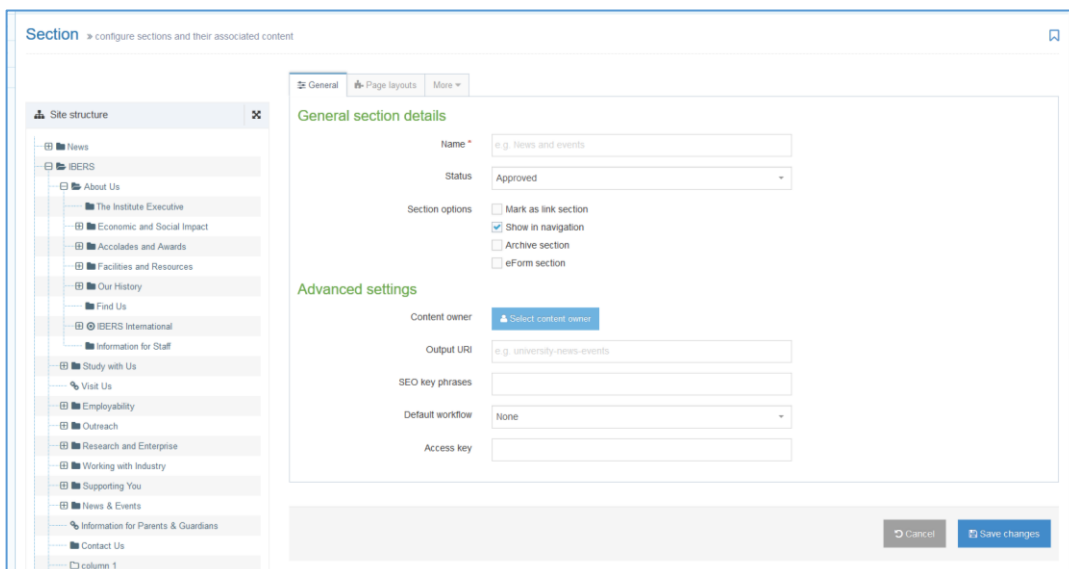 Section » configure sections and their associated content
General Page layouts More
Site structure
News
IBERS
About Us
The Institute Executive
Economic and Social Impact
Accolades and Awards
Facilities and Resources
Our History
Find Us
IBERS International
Information for Staff
Study with Us
Visit Us
Employability
Outreach
Research and Enterprise
Working with Industry
Supporting You
News & Events
Information for Parents & Guardians
Contact Us
column 1
General section details
Name * e.g. News and events
Status Approved
Section options Mark as link section
Show in navigation
Archive section
eForm section
Advanced settings
Content owner Select content owner
Output URI e.g. university-news-events
SEO key phrases
Default workflow None
Access key
Cancel Save changes